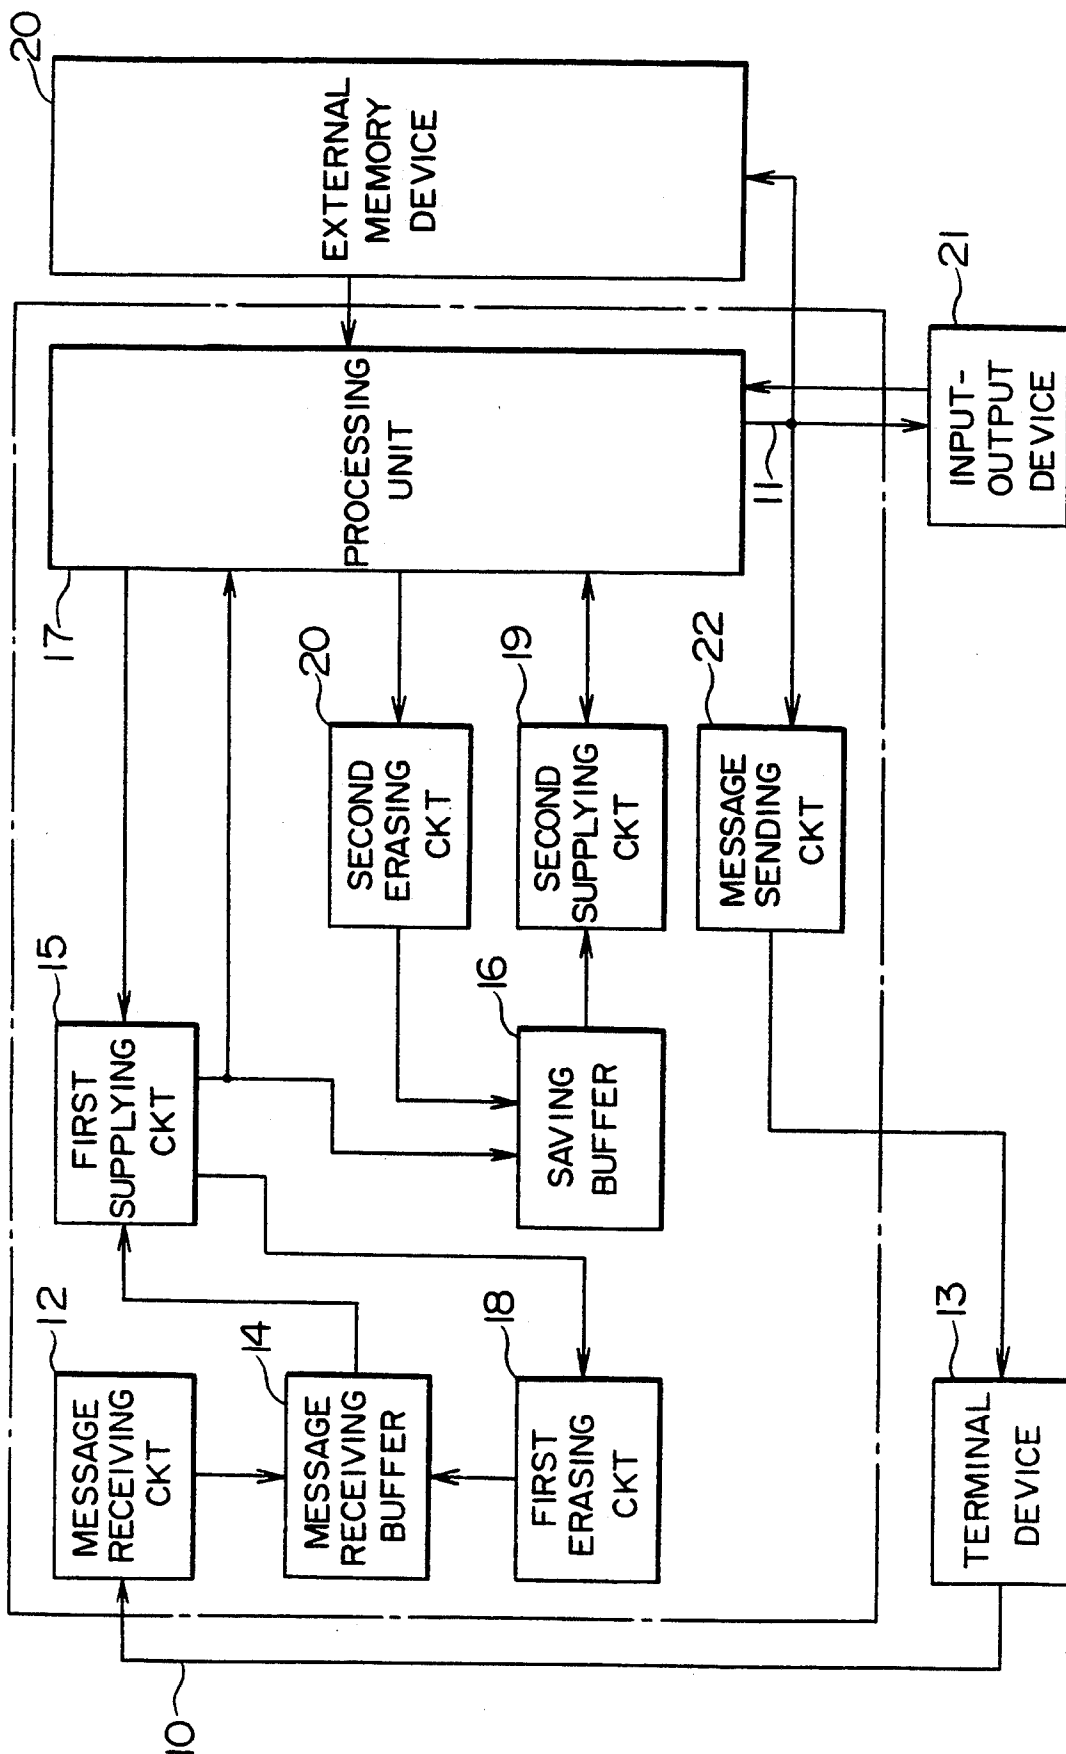 10
MESSAGE
RECEIVING
CKT
12
MESSAGE
RECEIVING
BUFFER
14
FIRST
ERASING
CKT
18
TERMINAL
DEVICE
13
FIRST
SUPPLYING
CKT
15
SAVING
BUFFER
16
SECOND
ERASING
CKT
20
SECOND
SUPPLYING
CKT
19
MESSAGE
SENDING
CKT
22
PROCESSING
UNIT
17
11
INPUT-
OUTPUT
DEVICE
21
EXTERNAL
MEMORY
DEVICE
20